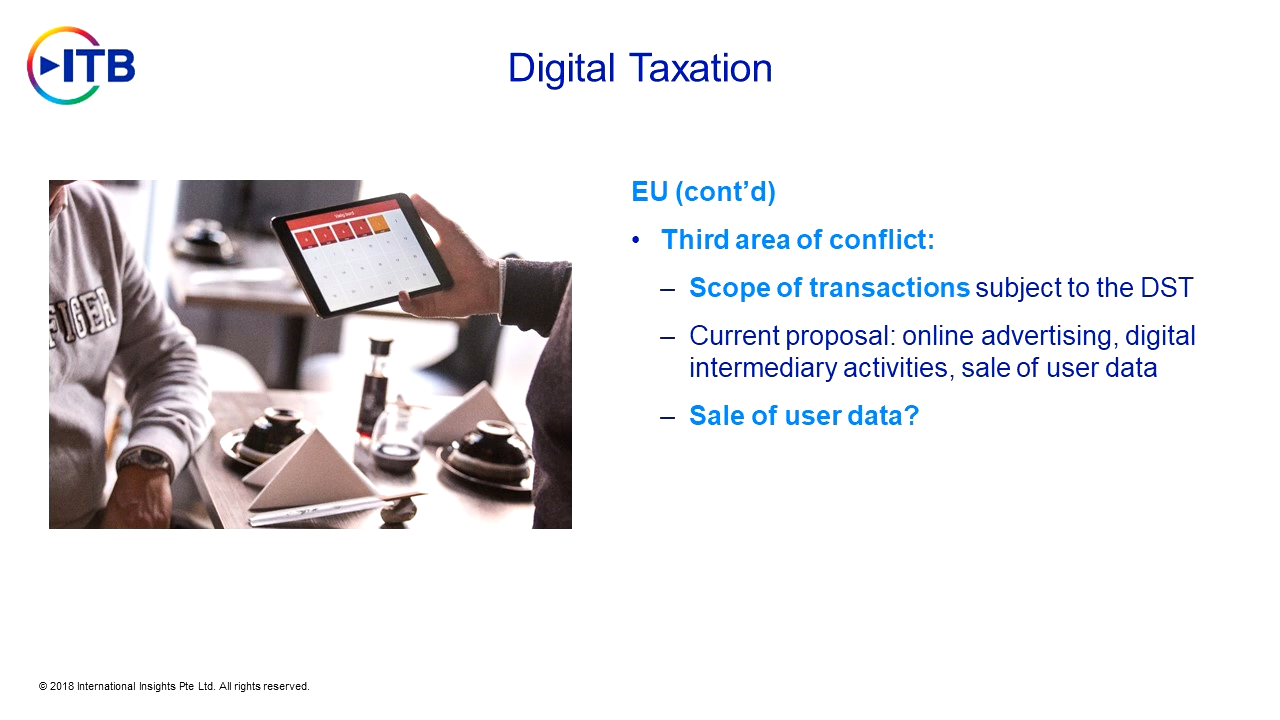 ITB
Digital Taxation
EU (cont’d)
• Third area of conflict:
– Scope of transactions subject to the DST
– Current proposal: online advertising, digital
intermediary activities, sale of user data
– Sale of user data?
FIGER
© 2018 International Insights Pte Ltd. All rights reserved.